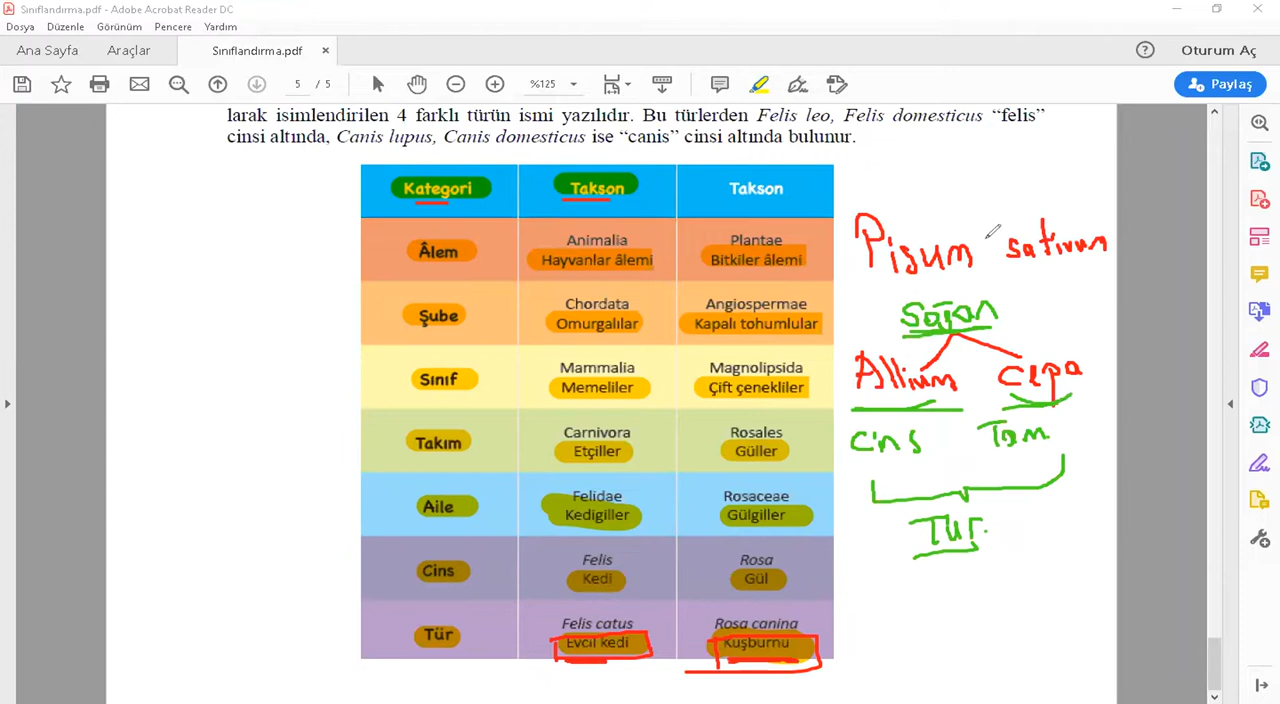 Sınıflandırma.pdf - Adobe Acrobat Reader DC
Dosya Düzenle Görünüm Pencere Yardım
Ana Sayfa Araçlar Sınıflandırma.pdf × Oturum Aç
5 / 5 %125 Paylaş
larak isimlendirilen 4 farklı türün ismi yazılıdır. Bu türlerden Felis leo, Felis domesticus “felis”
cinsi altında, Canis lupus, Canis domesticus ise “canis” cinsi altında bulunur.
Kategori Takson Takson
Âlem Animalia Plantae
Hayvanlar âlemi Bitkiler âlemi
Şube Chordata Angiospermae
Omurgalılar Kapalı tohumlular
Sınıf Mammalia Magnolipsida
Memeliler Çift çenekliler
Takım Carnivora Rosales
Etçiller Güller
Aile Felidae Rosaceae
Kedigiller Gülgiller
Cins Felis Rosa
Kedi Gül
Tür Felis catus Rosa canina
Evcil kedi Kuşburnu
Pisum sativum
Soğan
Allium Cepa
Cins Tanı
Tür